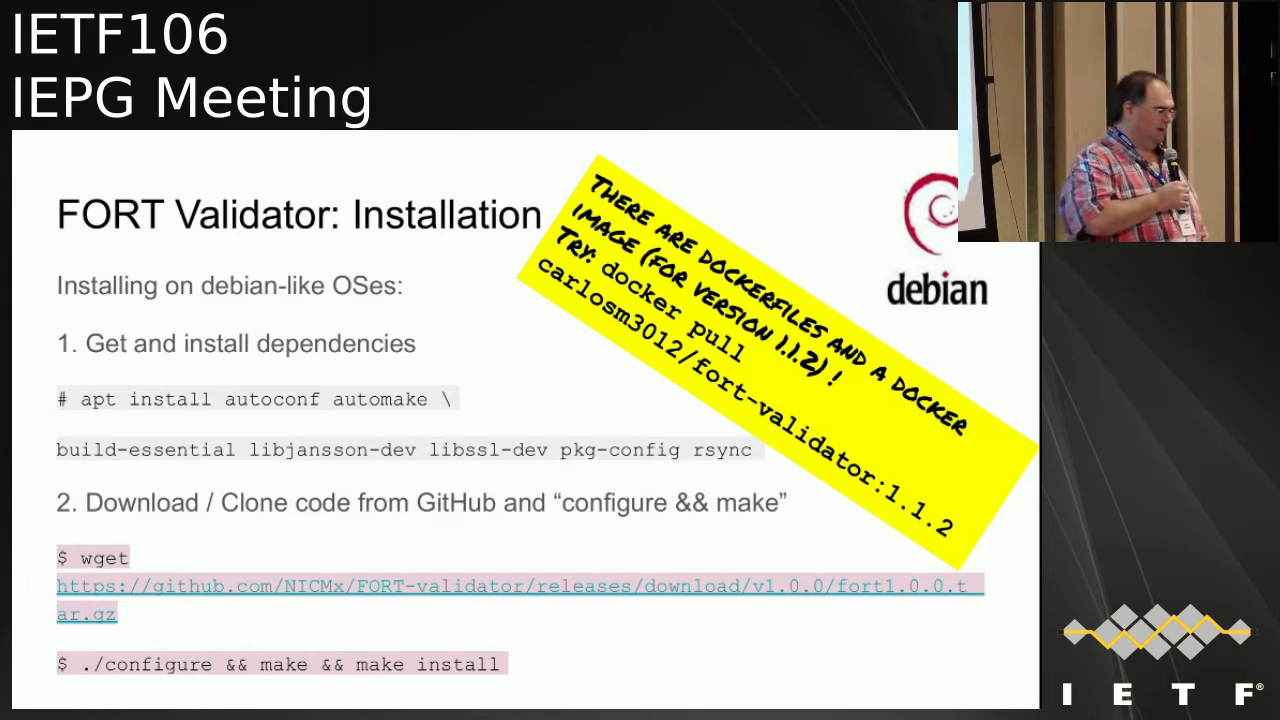 IETF106
IEPG Meeting
FORT Validator: Installation
Installing on debian-like OSes:
1. Get and install dependencies
# apt install autoconf automake \
build-essential libjansson-dev libssl-dev pkg-config rsync
2. Download / Clone code from GitHub and “configure && make”
$ wget
https://github.com/NICMx/FORT-validator/releases/download/v1.0.0/fort1.0.0.t
ar.gz
$ ./configure && make && make install
THERE ARE DOCKERFILES AND A DOCKER
IMAGE (FOR VERSION 1.1.2) !
TRY: docker pull
carlosm3012/fort-validator:1.1.2
debian
IETF®